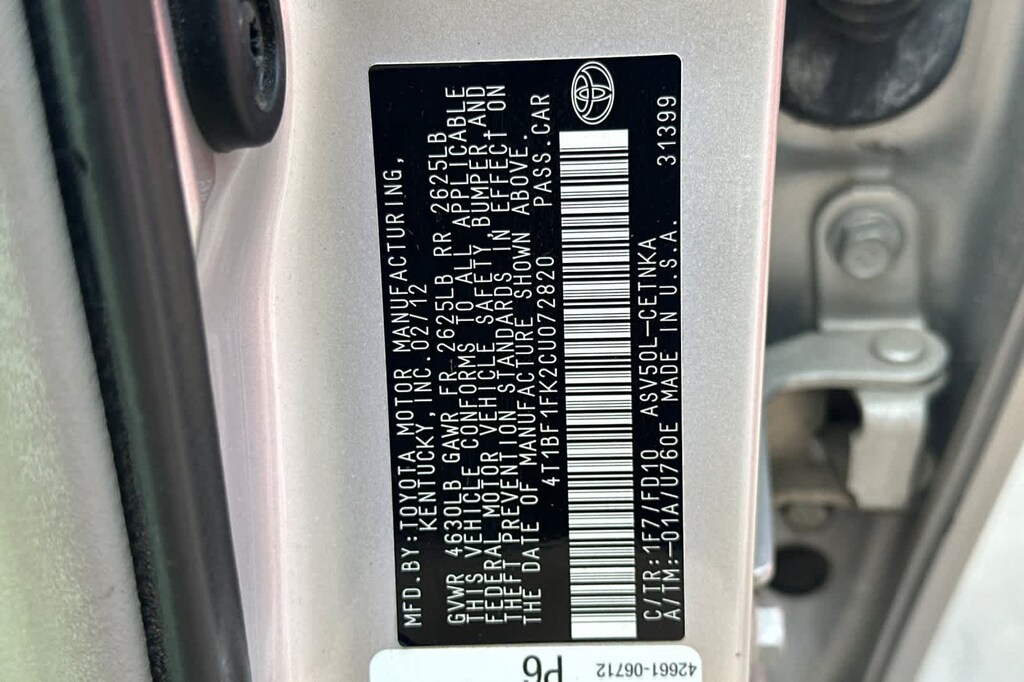 MFD.BY:TOYOTA MOTOR MANUFACTURING,
KENTUCKY, INC.02/12
GVWR 4630LB GAWR FR 2625LB RR 2625LB
THIS VEHICLE CONFORMS TO ALL APPLICABLE
FEDERAL MOTOR VEHICLE SAFETY, BUMPER,AND
THEFT PREVENTION STANDARDS IN EFFECT ON
THE DATE OF MANUFACTURE SHOWN ABOVE.
4T1BF1FK2CU072820 PASS.CAR
C/TR:1F7/FD10 ASV50L-CETNKA
A/TM:-01A/U760E MADE IN U.S.A. 31399
42661-06712